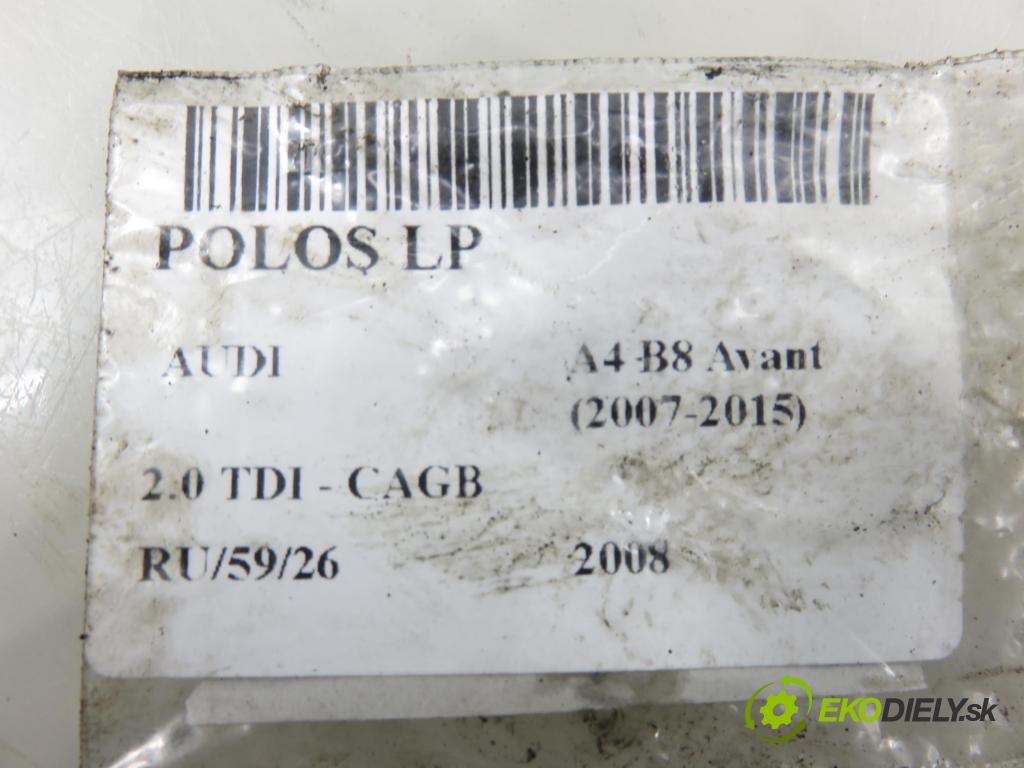 POLOS LP
AUDI A4 B8 Avant
(2007-2015)
2.0 TDI - CAGB
RU/59/26 2008
EKODIELY.sk